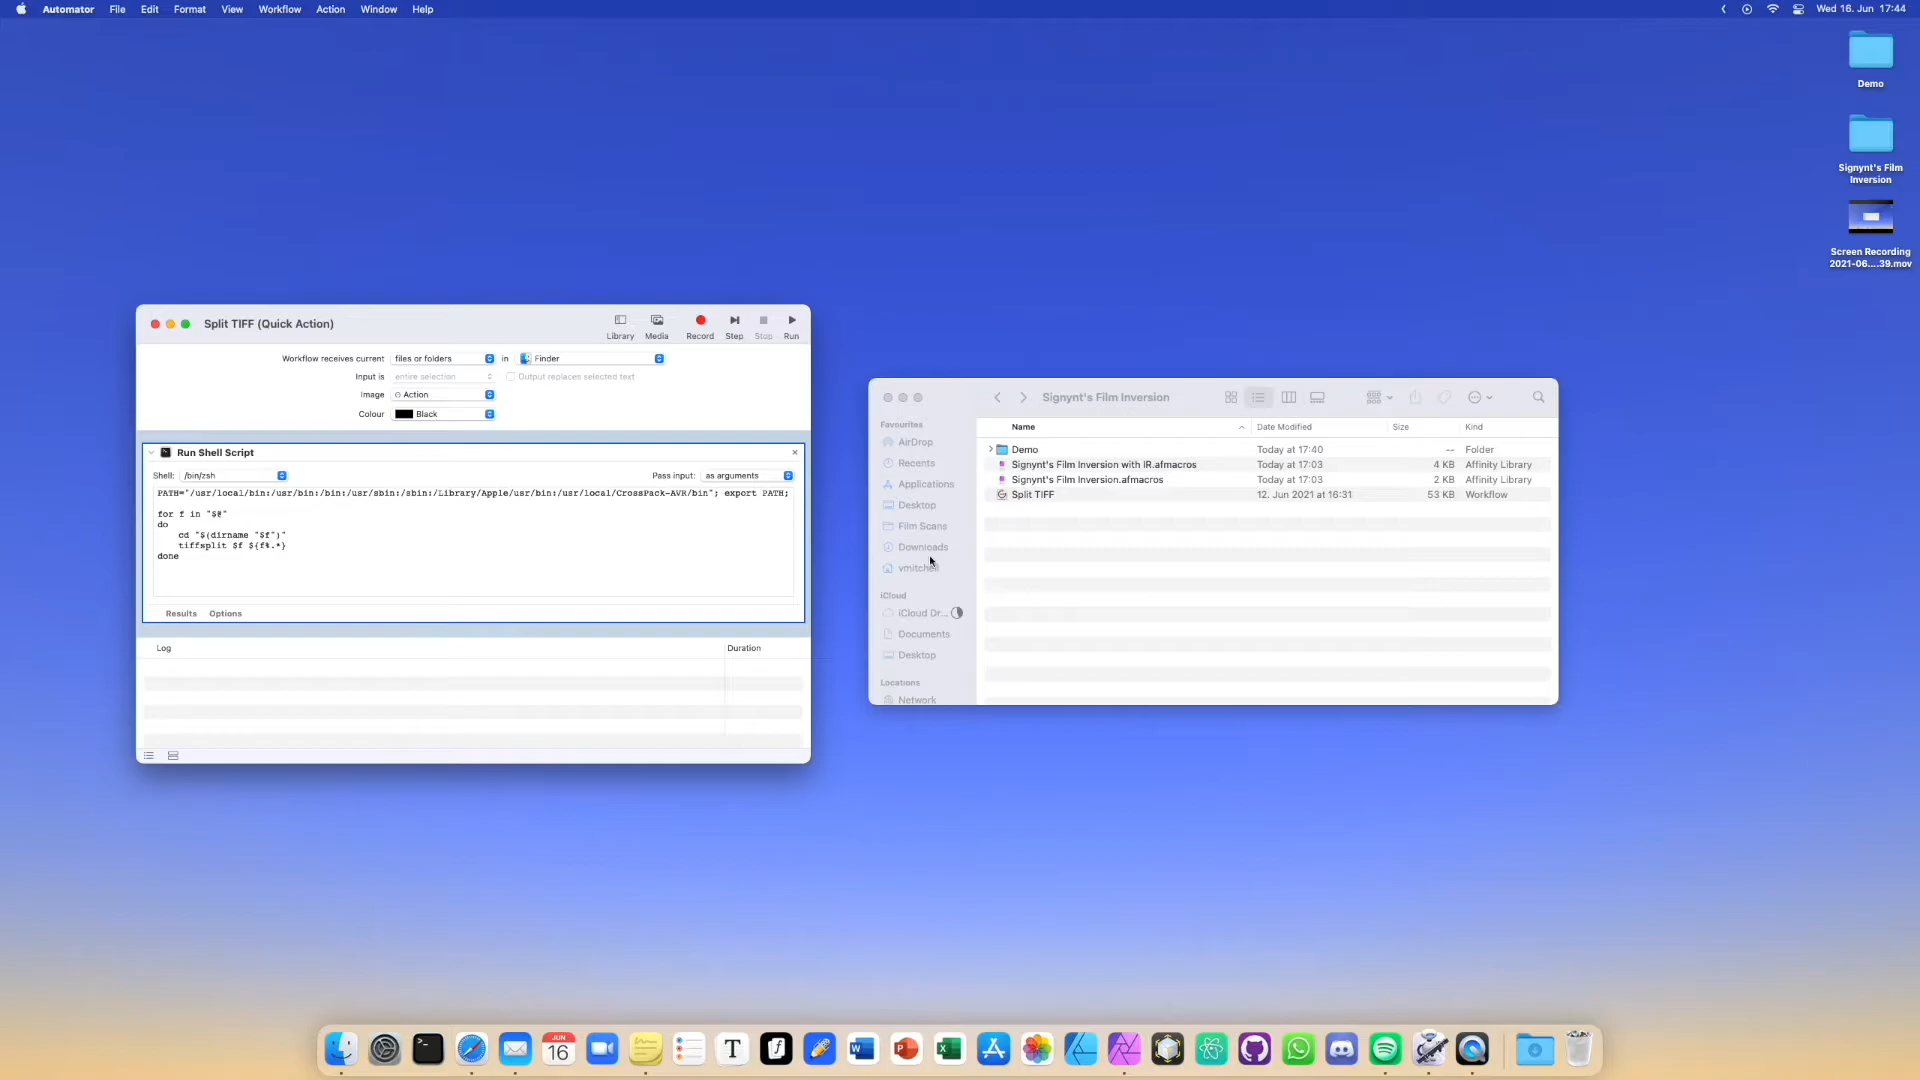 Automator File Edit Format View Workflow Action Window Help
Wed 16. Jun 17:44
Demo
Signynt's Film
Inversion
Screen Recording
2021-06....39.mov
Split TIFF (Quick Action)
Library Media Record Step Stop Run
Workflow receives current files or folders in Finder
Input is entire selection Output replaces selected text
Image Action
Colour Black
Run Shell Script
Shell: /bin/zsh Pass input: as arguments
PATH="/usr/local/bin:/usr/bin:/bin:/usr/sbin:/sbin:/Library/Apple/usr/bin:/usr/local/CrossPack-AVR/bin"; export PATH;
for f in "$@"
do
cd "$(dirname "$f")"
tiffsplit $f ${f%.*}
done
Results Options
Log Duration
Signynt's Film Inversion
Favourites
AirDrop
Recents
Applications
Desktop
Film Scans
Downloads
vmitchell
iCloud
iCloud Dr...
Documents
Desktop
Locations
Network
Name Date Modified Size Kind
Demo Today at 17:40 -- Folder
Signynt's Film Inversion with IR.afmacros Today at 17:03 4 KB Affinity Library
Signynt's Film Inversion.afmacros Today at 17:03 2 KB Affinity Library
Split TIFF 12. Jun 2021 at 16:31 53 KB Workflow
JUN
16
T
f
W
P
X